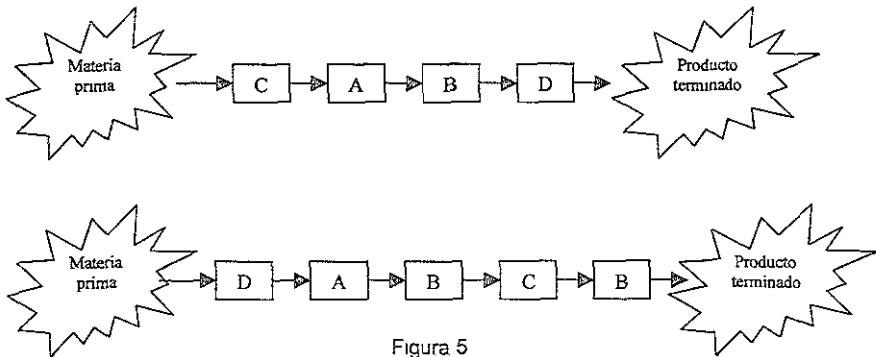 Materia
prima
C A B D
Producto
terminado
Materia
prima
D A B C B
Producto
terminado
Figura 5